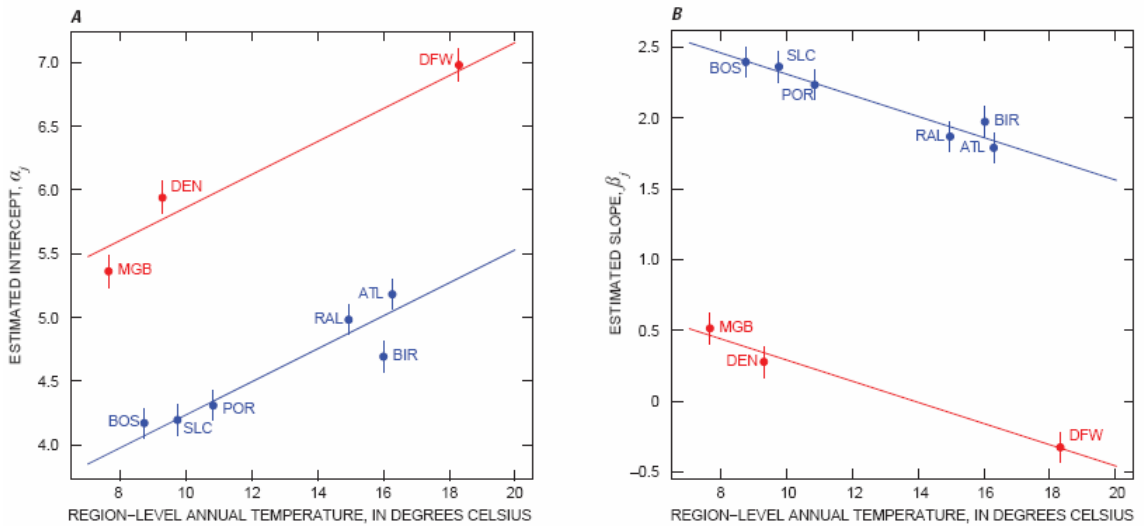 A
7.0
6.5
6.0
5.5
5.0
4.5
4.0
DFW
DEN
MGB
ATL
RAL
BIR
BOS
SLC
POR
8 10 12 14 16 18 20
ESTIMATED INTERCEPT, αj
REGION–LEVEL ANNUAL TEMPERATURE, IN DEGREES CELSIUS
B
2.5
2.0
1.5
1.0
0.5
0
–0.5
SLC
BOS
POR
BIR
RAL
ATL
MGB
DEN
DFW
8 10 12 14 16 18 20
ESTIMATED SLOPE, βj
REGION–LEVEL ANNUAL TEMPERATURE, IN DEGREES CELSIUS